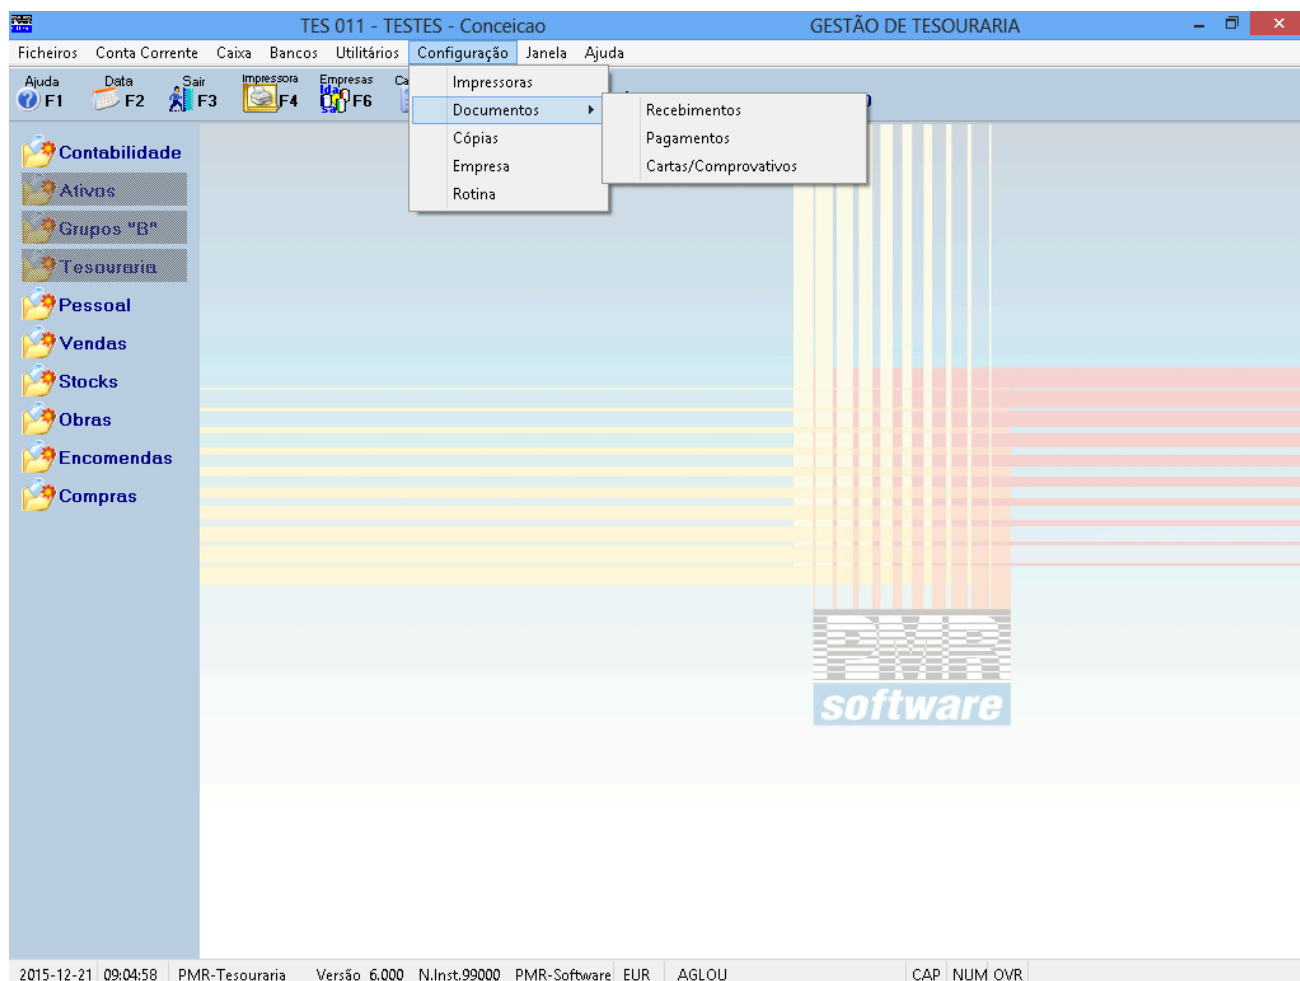 TES 011 - TESTES - Conceicao GESTÃO DE TESOURARIA
Ficheiros Conta Corrente Caixa Bancos Utilitários Configuração Janela Ajuda
Ajuda F1 Data F2 Sair F3 Impressora F4 Empresas F6
Impressoras
Documentos
Cópias
Empresa
Rotina
Recebimentos
Pagamentos
Cartas/Comprovativos
Contabilidade
Ativos
Grupos "B"
Tesouraria
Pessoal
Vendas
Stocks
Obras
Encomendas
Compras
PMR
software
2015-12-21 09:04:58 PMR-Tesouraria Versão 6.000 N.Inst.99000 PMR-Software EUR AGLOU CAP NUM OVR